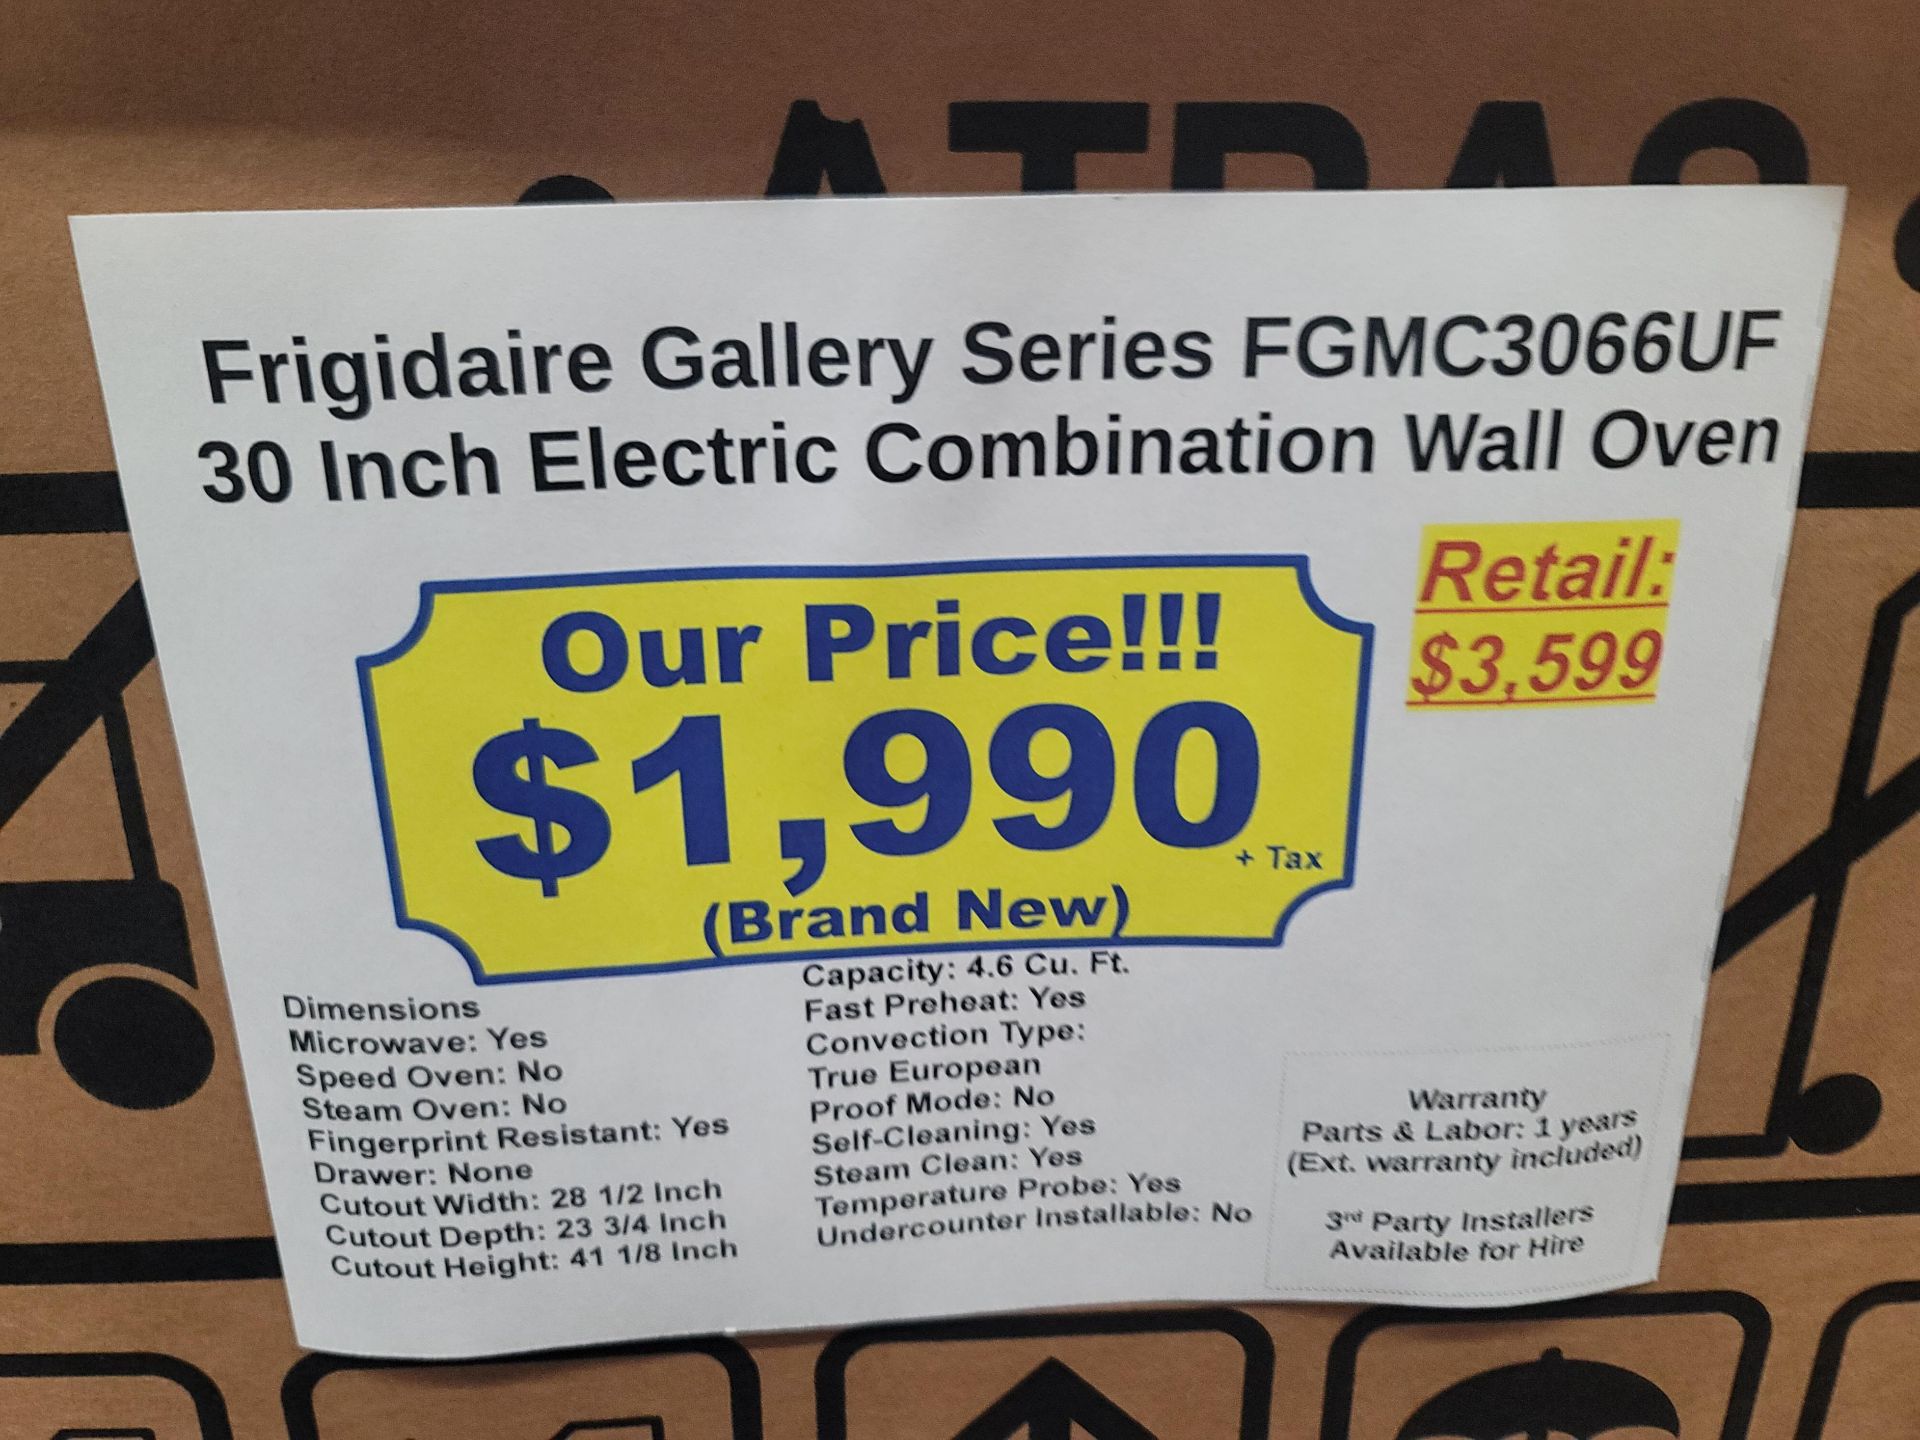 Frigidaire Gallery Series FGMC3066UF
30 Inch Electric Combination Wall Oven
Retail:
$3,599
Our Price!!!
$1,990
+ Tax
(Brand New)
Dimensions
Microwave: Yes
Speed Oven: No
Steam Oven: No
Fingerprint Resistant: Yes
Drawer: None
Cutout Width: 28 1/2 Inch
Cutout Depth: 23 3/4 Inch
Cutout Height: 41 1/8 Inch
Capacity: 4.6 Cu. Ft.
Fast Preheat: Yes
Convection Type:
True European
Proof Mode: No
Self-Cleaning: Yes
Steam Clean: Yes
Temperature Probe: Yes
Undercounter Installable: No
Warranty
Parts & Labor: 1 years
(Ext. warranty included)
3rd Party Installers
Available for Hire